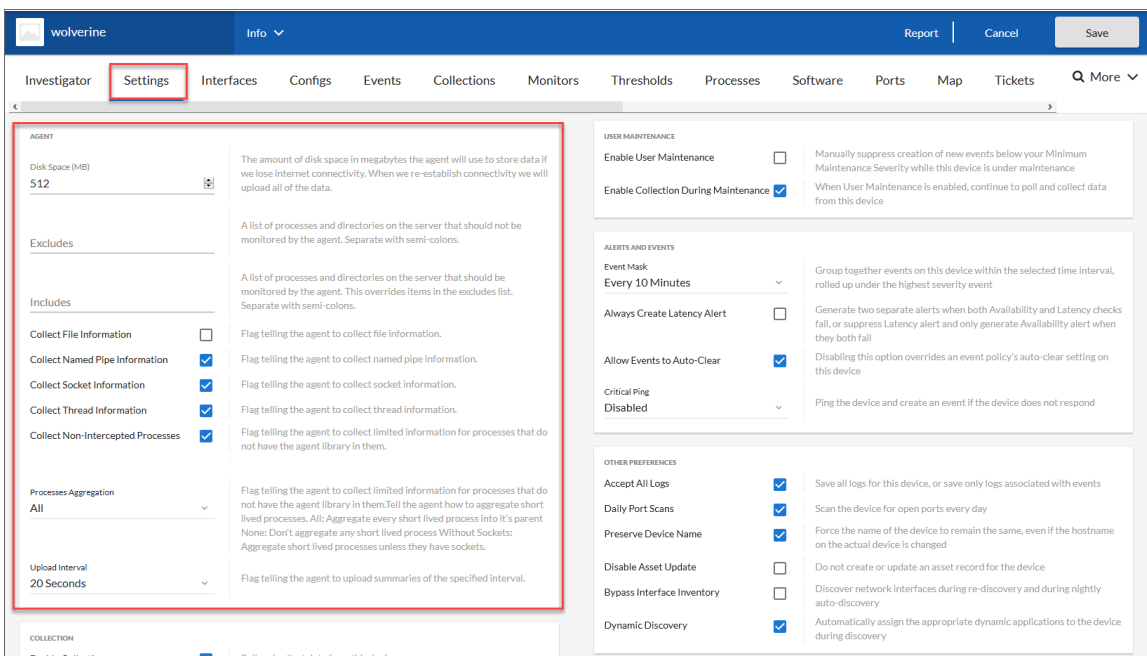 wolverine
Info
Report
Cancel
Save
Investigator
Settings
Interfaces
Configs
Events
Collections
Monitors
Thresholds
Processes
Software
Ports
Map
Tickets
More
AGENT
Disk Space (MB)
512
The amount of disk space in megabytes the agent will use to store data if
we lose internet connectivity. When we re-establish connectivity we will
upload all of the data.
Excludes
A list of processes and directories on the server that should not be
monitored by the agent. Separate with semi-colons.
Includes
A list of processes and directories on the server that should be
monitored by the agent. This overrides items in the excludes list.
Separate with semi-colons.
Collect File Information
Flag telling the agent to collect file information.
Collect Named Pipe Information
Flag telling the agent to collect named pipe information.
Collect Socket Information
Flag telling the agent to collect socket information.
Collect Thread Information
Flag telling the agent to collect thread information.
Collect Non-Intercepted Processes
Flag telling the agent to collect limited information for processes that do
not have the agent library in them.
Processes Aggregation
All
Flag telling the agent to collect limited information for processes that do
not have the agent library in them.Tell the agent how to aggregate short
lived processes. All: Aggregate every short lived process into it's parent
None: Don't aggregate any short lived process Without Sockets:
Aggregate short lived processes unless they have sockets.
Upload Interval
20 Seconds
Flag telling the agent to upload summaries of the specified interval.
COLLECTION
USER MAINTENANCE
Enable User Maintenance
Manually suppress creation of new events below your Minimum
Maintenance Severity while this device is under maintenance
Enable Collection During Maintenance
When User Maintenance is enabled, continue to poll and collect data
from this device
ALERTS AND EVENTS
Event Mask
Every 10 Minutes
Group together events on this device within the selected time interval,
rolled up under the highest severity event
Always Create Latency Alert
Generate two separate alerts when both Availability and Latency checks
fail, or suppress Latency alert and only generate Availability alert when
they both fail
Allow Events to Auto-Clear
Disabling this option overrides an event policy's auto-clear setting on
this device
Critical Ping
Disabled
Ping the device and create an event if the device does not respond
OTHER PREFERENCES
Accept All Logs
Save all logs for this device, or save only logs associated with events
Daily Port Scans
Scan the device for open ports every day
Preserve Device Name
Force the name of the device to remain the same, even if the hostname
on the actual device is changed
Disable Asset Update
Do not create or update an asset record for the device
Bypass Interface Inventory
Discover network interfaces during re-discovery and during nightly
auto-discovery
Dynamic Discovery
Automatically assign the appropriate dynamic applications to the device
during discovery